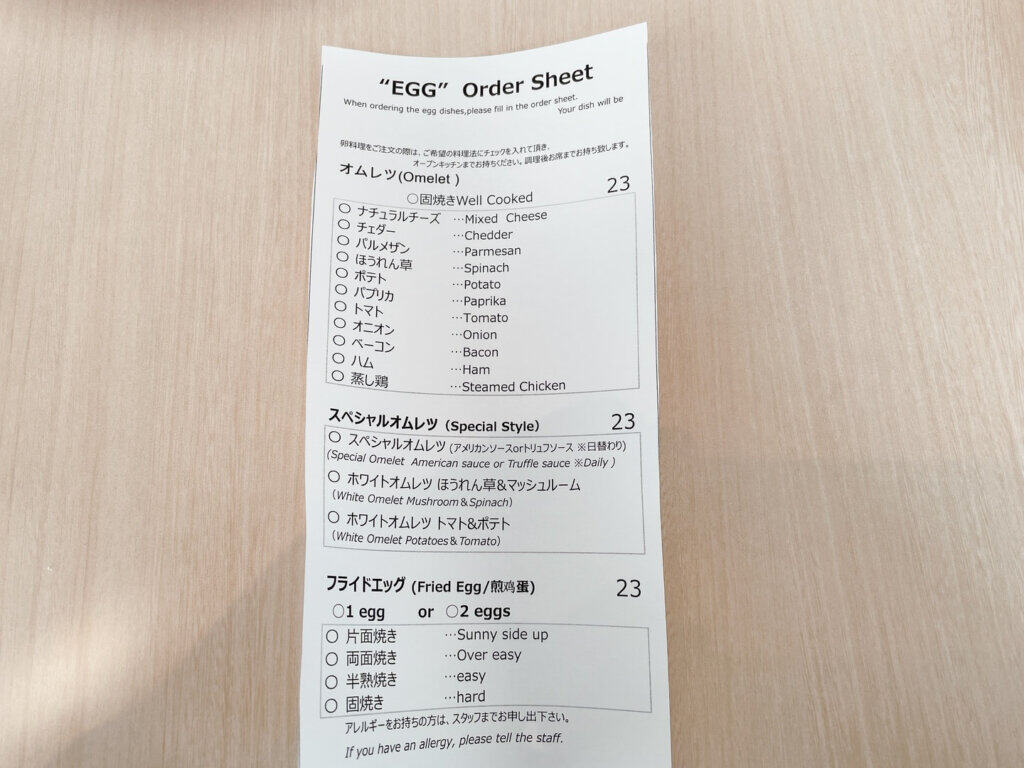 “EGG” Order Sheet
When ordering the egg dishes,please fill in the order sheet.
Your dish will be
卵料理をご注文の際は、ご希望の料理法にチェックを入れて頂き、
オープンキッチンまでお持ちください。調理後お席までお持ち致します。
オムレツ(Omelet )
23
○固焼きWell Cooked
○ ナチュラルチーズ …Mixed Cheese
○ チェダー …Chedder
○ パルメザン …Parmesan
○ ほうれん草 …Spinach
○ ポテト …Potato
○ パプリカ …Paprika
○ トマト …Tomato
○ オニオン …Onion
○ ベーコン …Bacon
○ ハム …Ham
○ 蒸し鶏 …Steamed Chicken
スペシャルオムレツ（Special Style） 23
○ スペシャルオムレツ (アメリカンソースorトリュフソース ※日替わり)
(Special Omelet American sauce or Truffle sauce ※Daily )
○ ホワイトオムレツ ほうれん草&マッシュルーム
（White Omelet Mushroom＆Spinach）
○ ホワイトオムレツ トマト&ポテト
（White Omelet Potatoes＆Tomato）
フライドエッグ (Fried Egg/煎鸡蛋) 23
○1 egg or ○2 eggs
○ 片面焼き …Sunny side up
○ 両面焼き …Over easy
○ 半熟焼き …easy
○ 固焼き …hard
アレルギーをお持ちの方は、スタッフまでお申し出下さい。
If you have an allergy, please tell the staff.